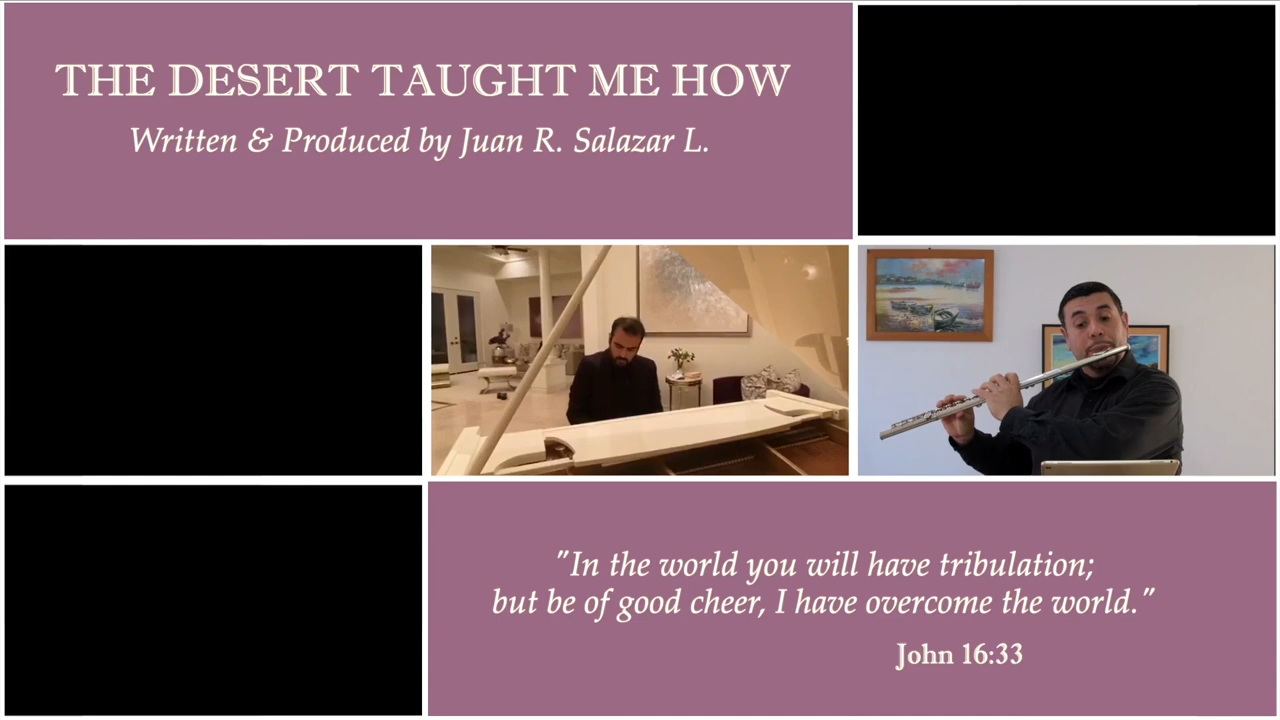 THE DESERT TAUGHT ME HOW
Written & Produced by Juan R. Salazar L.
"In the world you will have tribulation;
but be of good cheer, I have overcome the world."
John 16:33